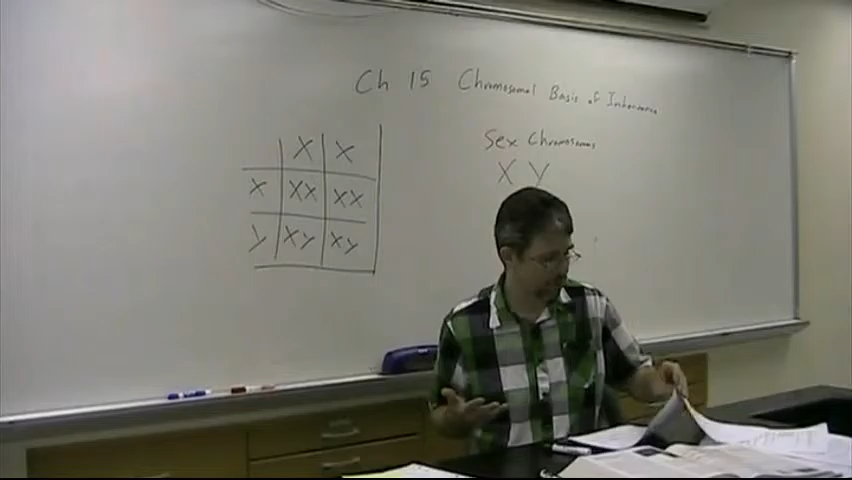 Ch 15 Chromosomal Basis of Inheritance
Sex Chromosomes
X Y
X X
X XX XX
Y XY XY